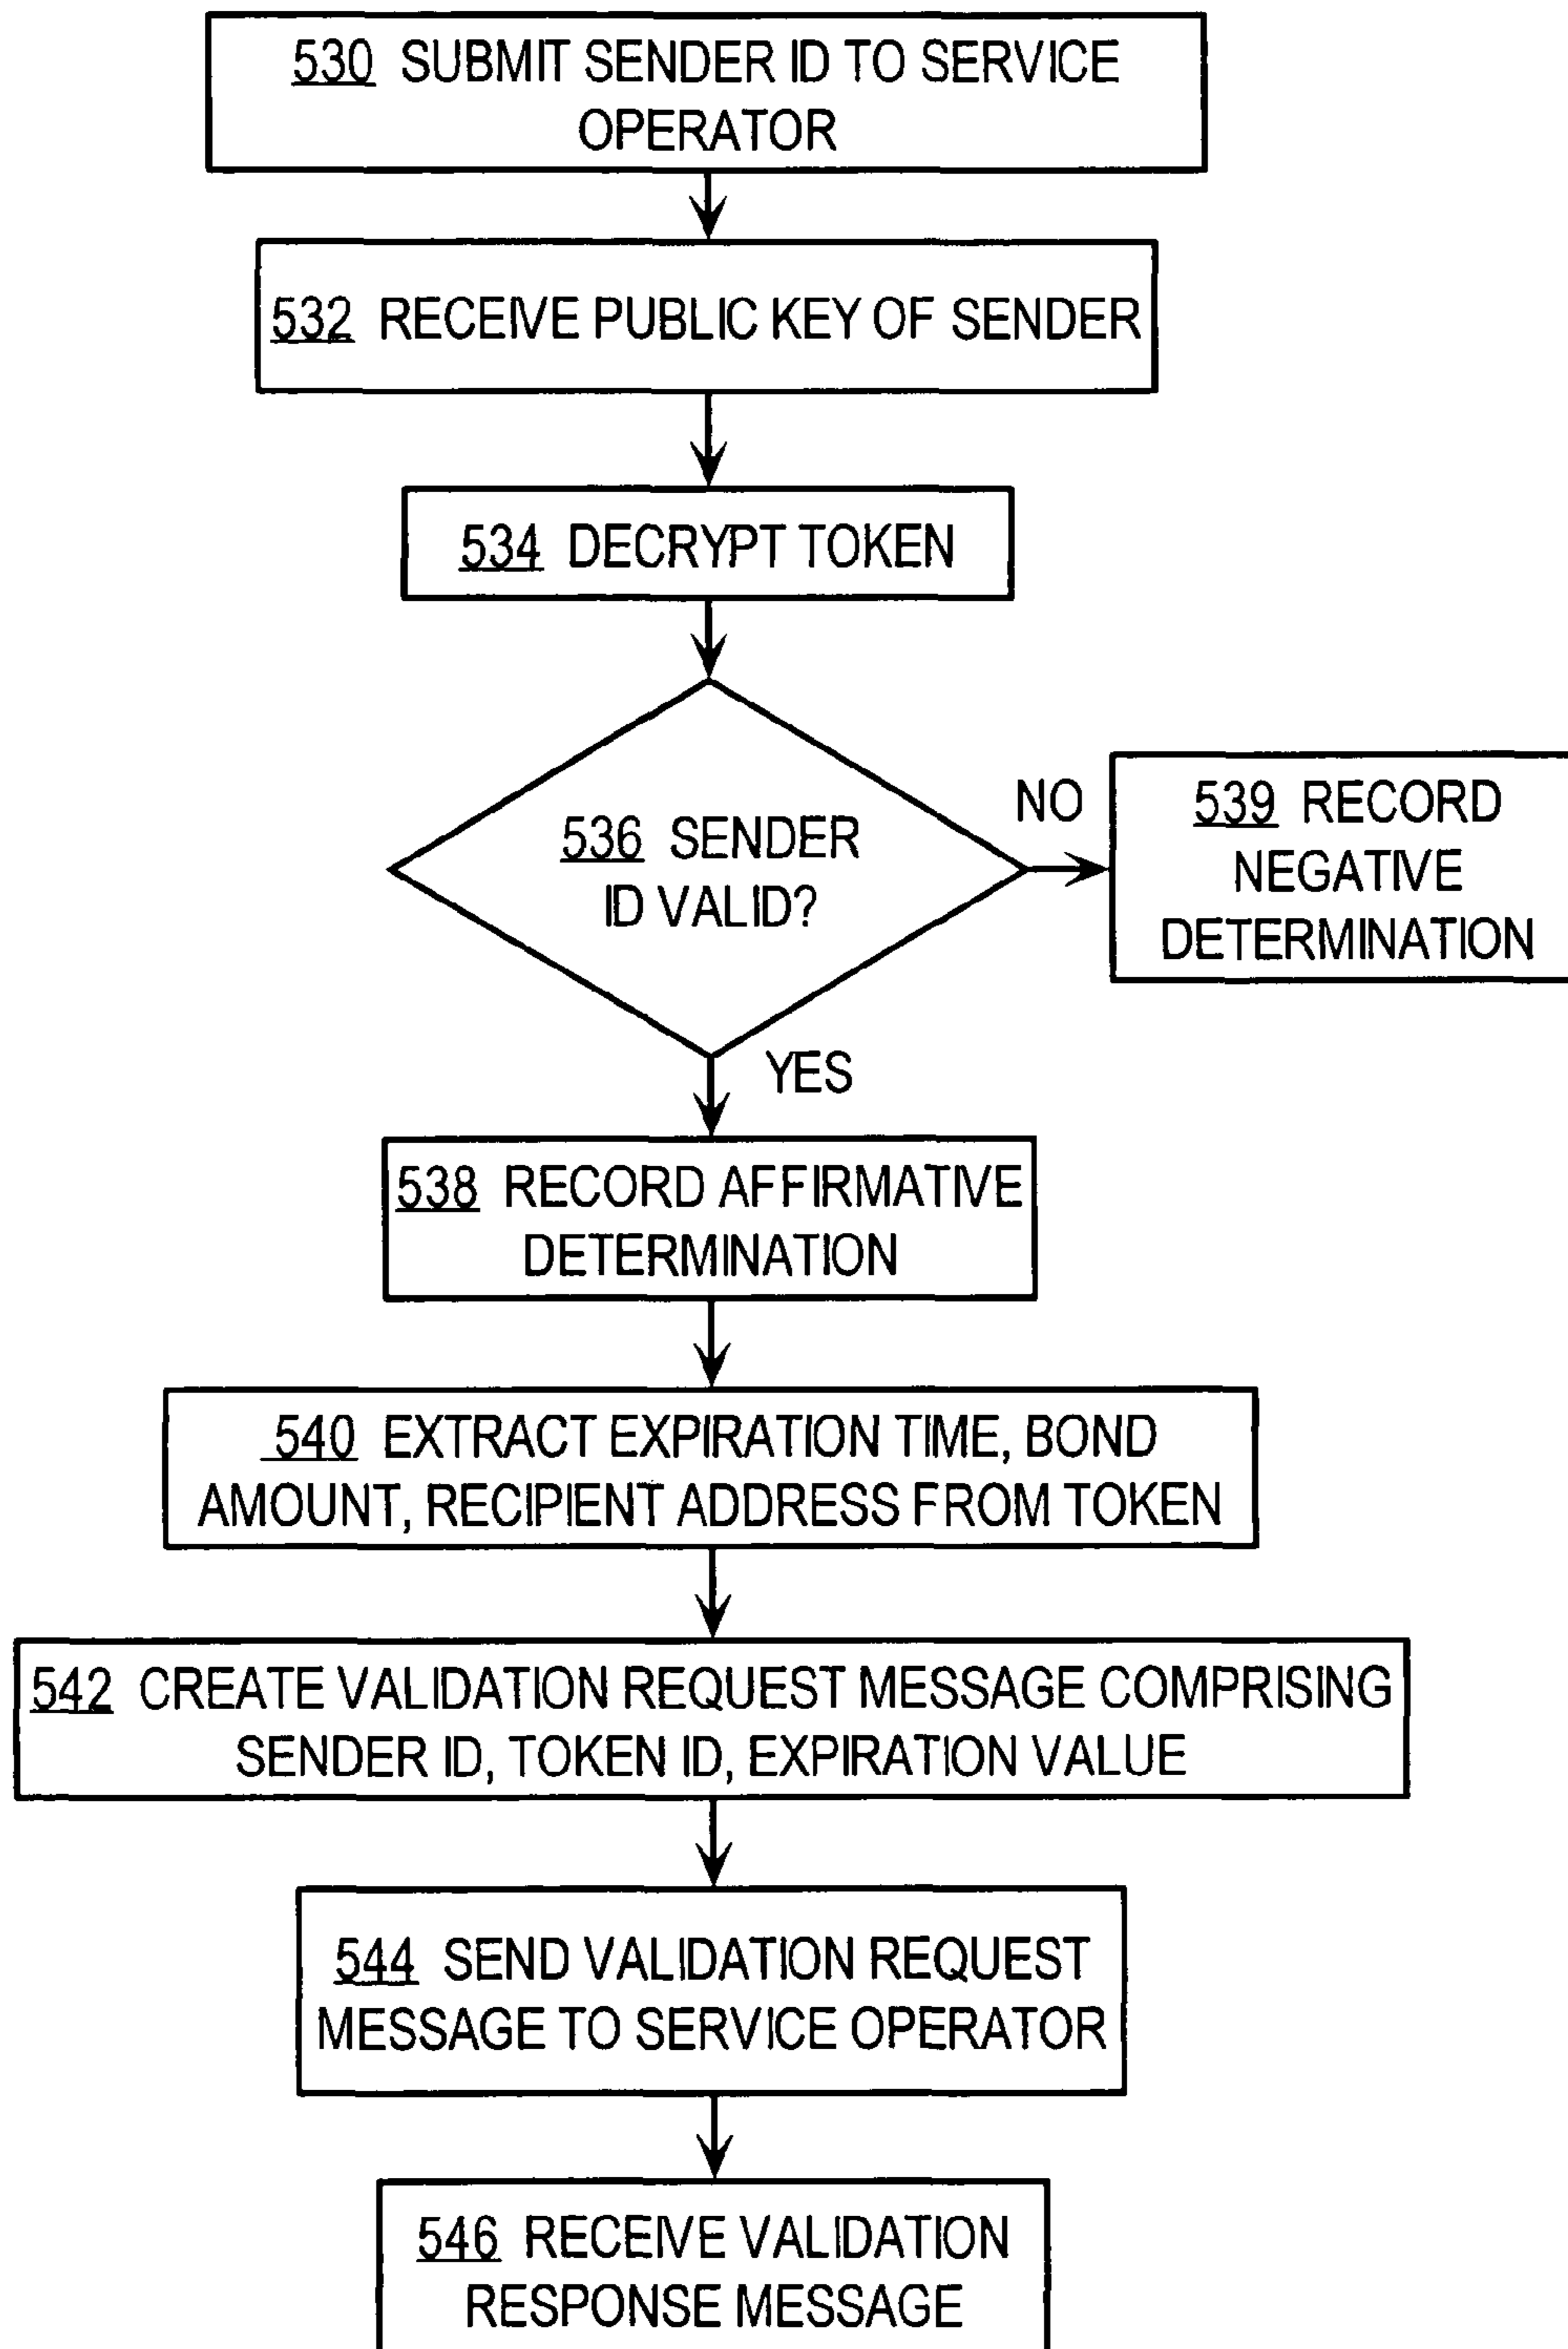 530 SUBMIT SENDER ID TO SERVICE
OPERATOR
532 RECEIVE PUBLIC KEY OF SENDER
534 DECRYPT TOKEN
536 SENDER
ID VALID?
NO
539 RECORD
NEGATIVE
DETERMINATION
YES
538 RECORD AFFIRMATIVE
DETERMINATION
540 EXTRACT EXPIRATION TIME, BOND
AMOUNT, RECIPIENT ADDRESS FROM TOKEN
542 CREATE VALIDATION REQUEST MESSAGE COMPRISING
SENDER ID, TOKEN ID, EXPIRATION VALUE
544 SEND VALIDATION REQUEST
MESSAGE TO SERVICE OPERATOR
546 RECEIVE VALIDATION
RESPONSE MESSAGE